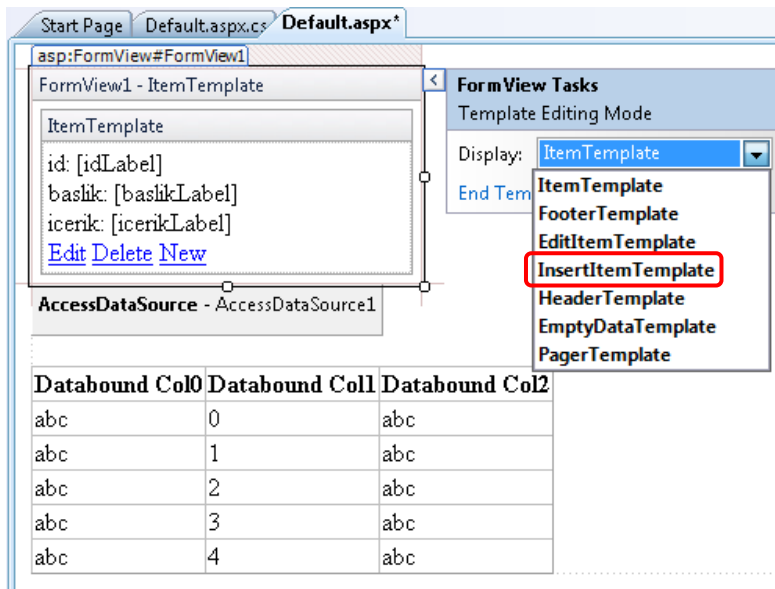 Start Page Default.aspx.cs Default.aspx*
asp:FormView#FormView1
FormView1 - ItemTemplate
ItemTemplate
id: [idLabel]
baslik: [baslikLabel]
icerik: [icerikLabel]
Edit Delete New
<
FormView Tasks
Template Editing Mode
Display: ItemTemplate
End Tem
ItemTemplate
FooterTemplate
EditItemTemplate
InsertItemTemplate
HeaderTemplate
EmptyDataTemplate
PagerTemplate
AccessDataSource - AccessDataSource1
Databound Col0 Databound Col1 Databound Col2
abc 0 abc
abc 1 abc
abc 2 abc
abc 3 abc
abc 4 abc